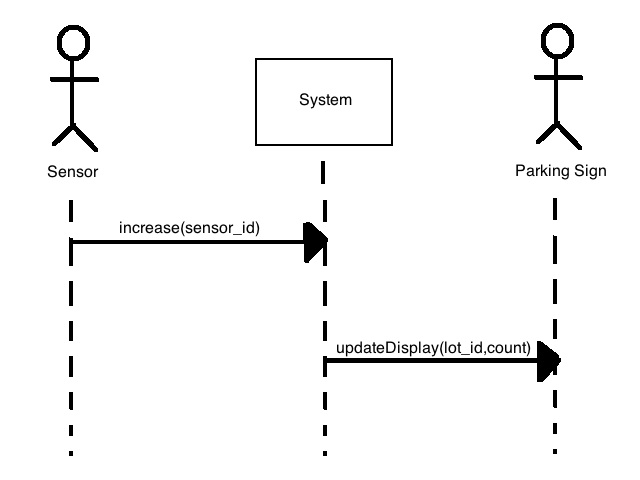 System
Sensor
Parking Sign
increase(sensor_id)
updateDisplay(lot_id,count)